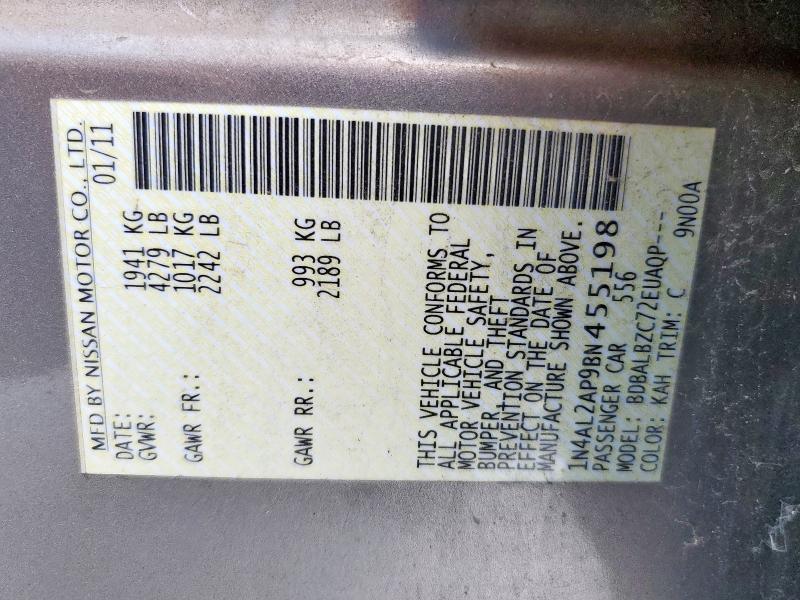 MFD BY NISSAN MOTOR CO., LTD.
DATE: 01/11
GVWR: 1941 KG
4279 LB
GAWR FR.: 1017 KG
2242 LB
GAWR RR.: 993 KG
2189 LB
THIS VEHICLE CONFORMS TO
ALL APPLICABLE FEDERAL
MOTOR VEHICLE SAFETY,
BUMPER, AND THEFT
PREVENTION STANDARDS IN
EFFECT ON THE DATE OF
MANUFACTURE SHOWN ABOVE.
1N4AL2AP9BN455198
PASSENGER CAR 536
MODEL: BDBALBZC72EUAQP---
COLOR: KAH TRIM: C 9N00A